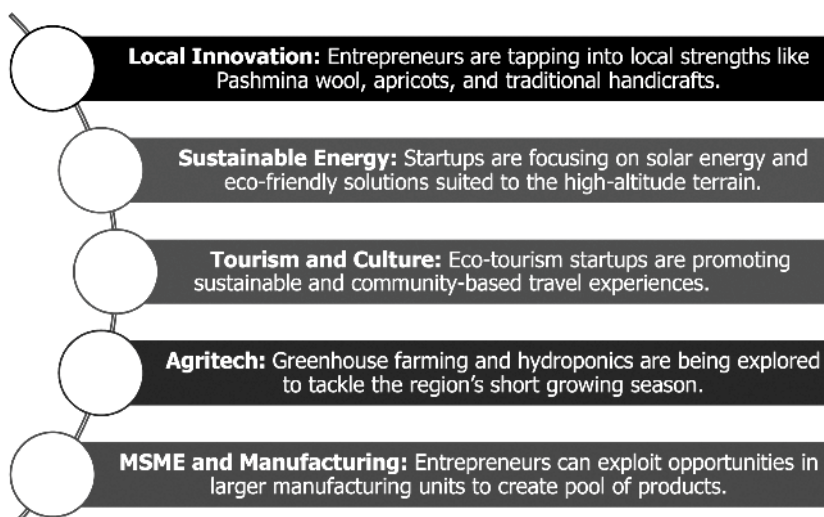 Local Innovation: Entrepreneurs are tapping into local strengths like
Pashmina wool, apricots, and traditional handicrafts.
Sustainable Energy: Startups are focusing on solar energy and
eco-friendly solutions suited to the high-altitude terrain.
Tourism and Culture: Eco-tourism startups are promoting
sustainable and community-based travel experiences.
Agritech: Greenhouse farming and hydroponics are being explored
to tackle the region's short growing season.
MSME and Manufacturing: Entrepreneurs can exploit opportunities in
larger manufacturing units to create pool of products.